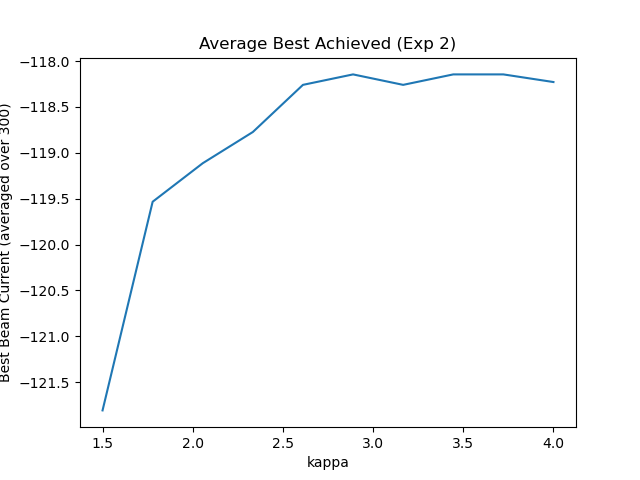 Average Best Achieved (Exp 2)
−118.0
−118.5
−119.0
−119.5
−120.0
−120.5
−121.0
−121.5
Best Beam Current (averaged over 300)
1.5 2.0 2.5 3.0 3.5 4.0
kappa